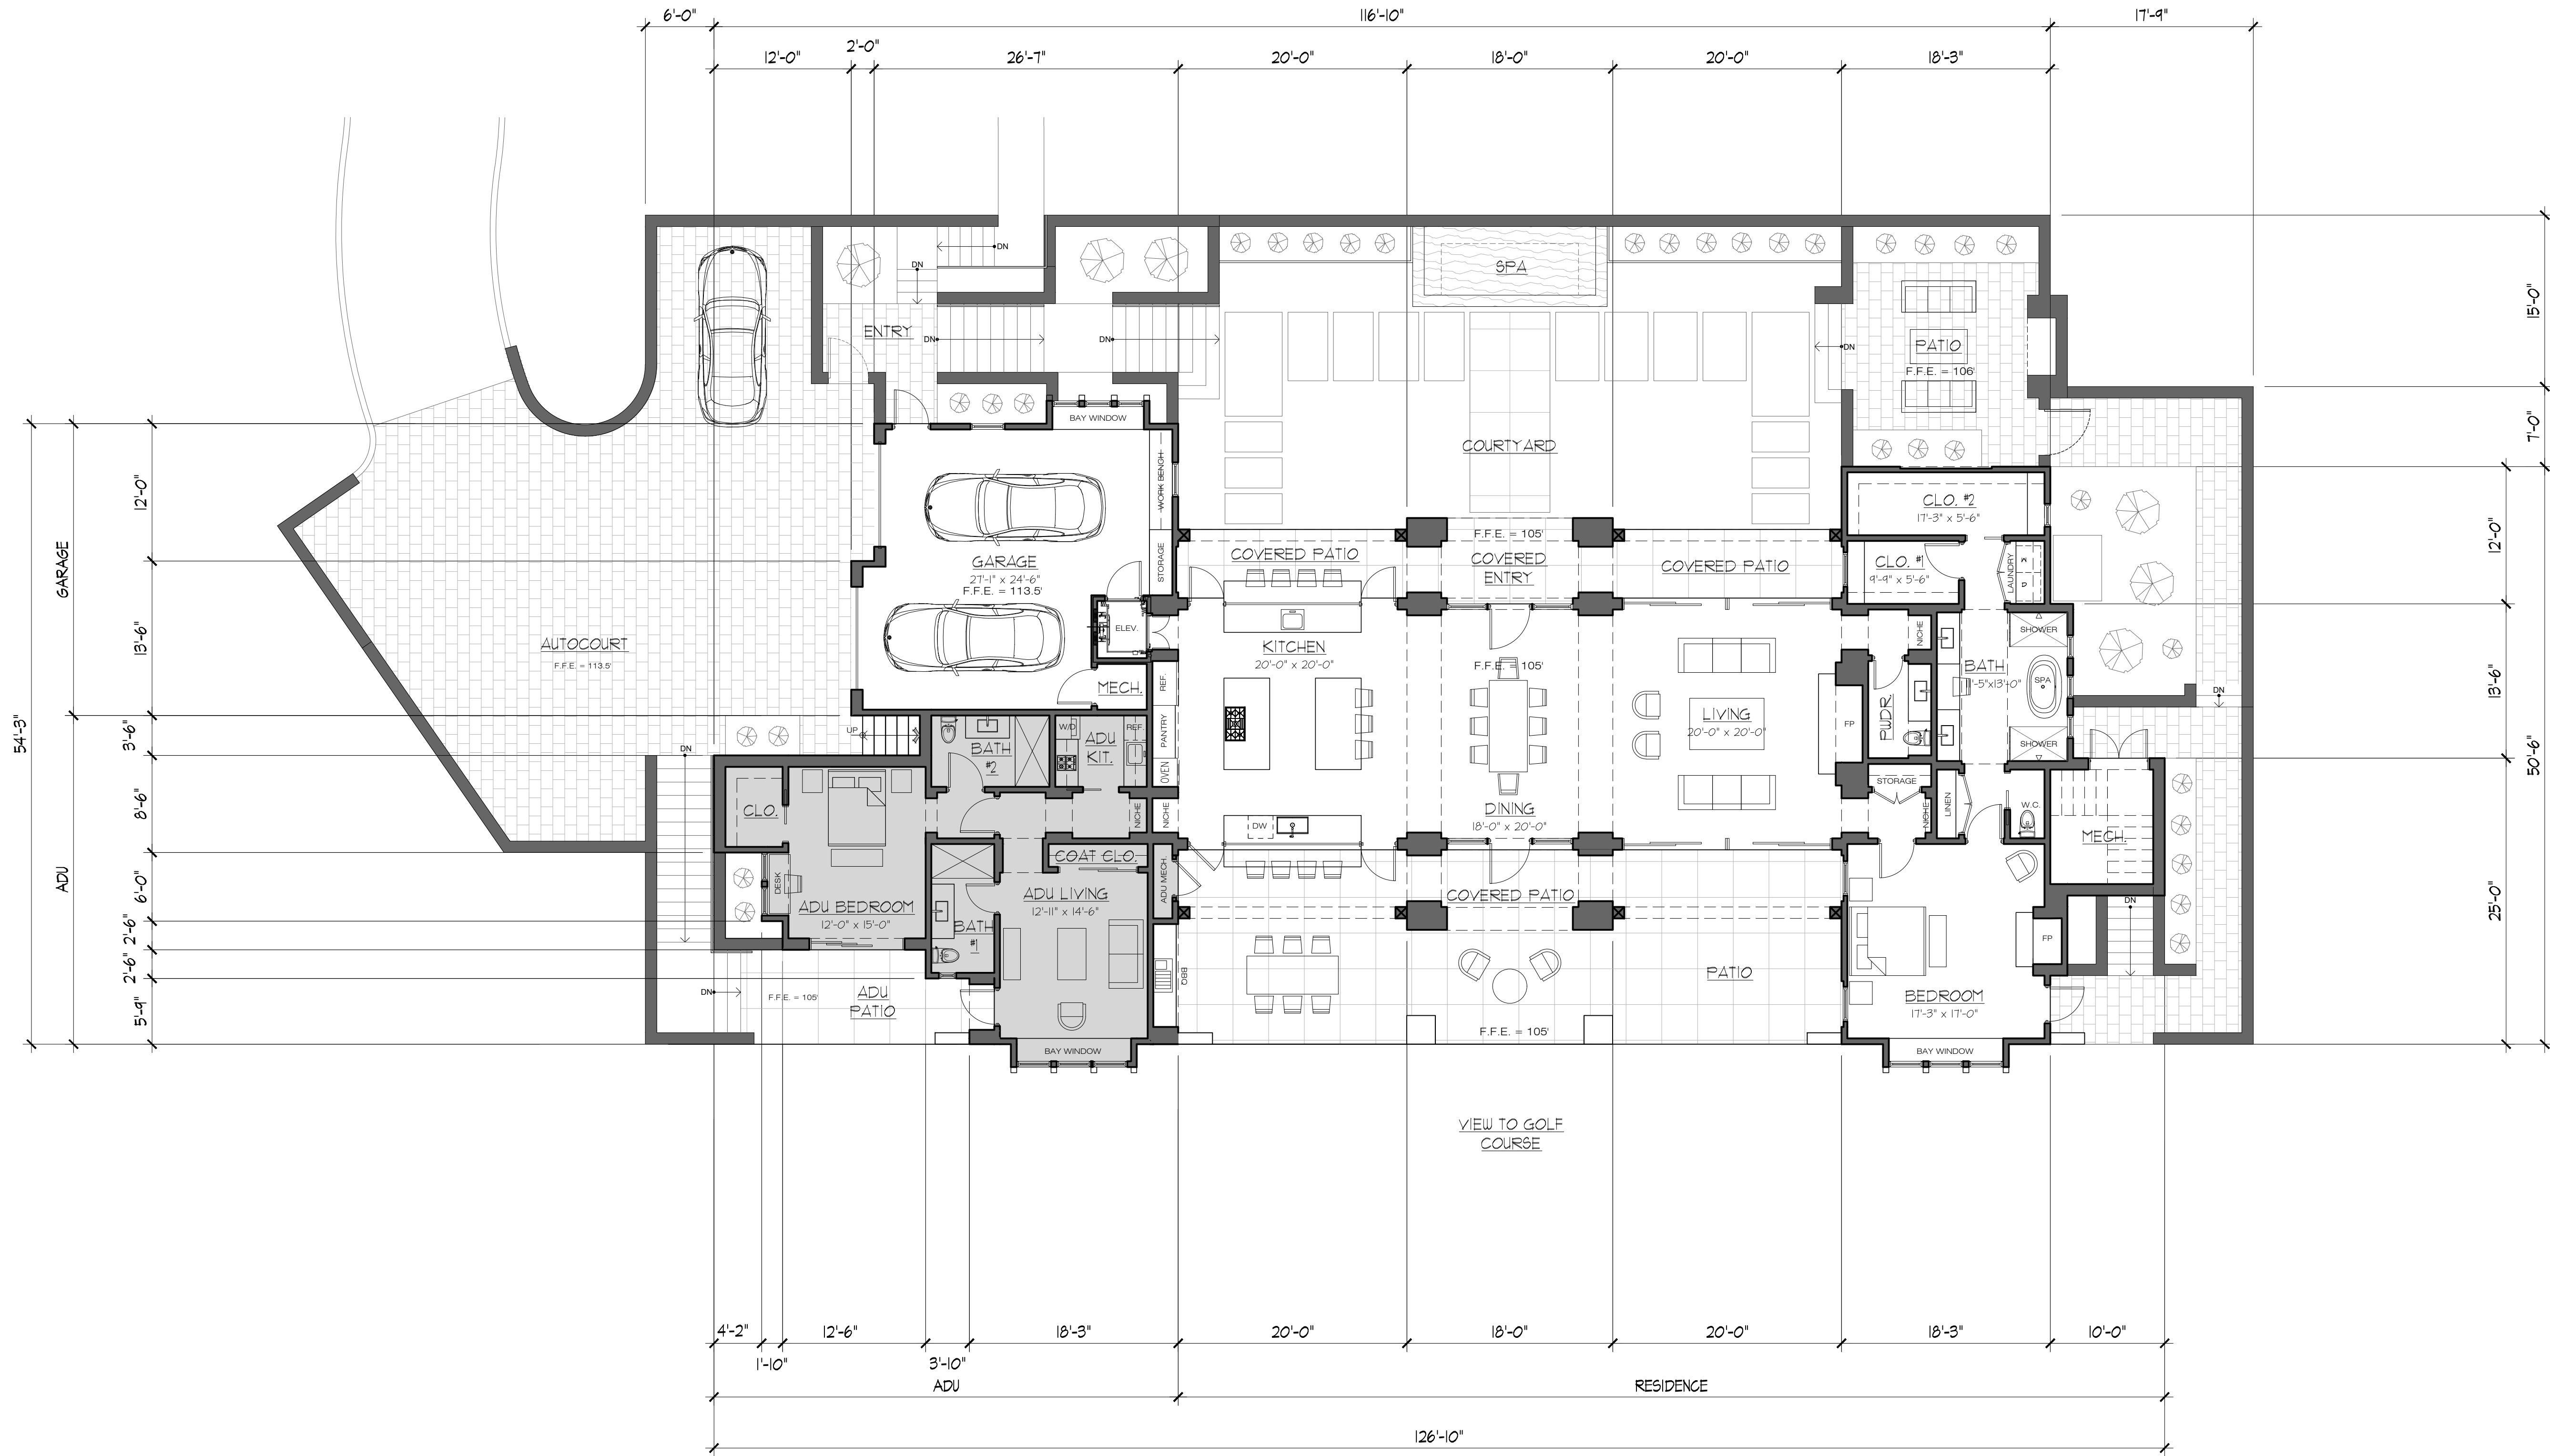 6'-0"
116'-10"
17'-9"
12'-0"
2'-0"
26'-7"
20'-0"
18'-0"
20'-0"
18'-3"
DN
DN
SPA
ENTRY
DN
DN
DN
PATIO
F.F.E. = 106'
15'-0"
BAY WINDOW
7'-0"
COURTYARD
WORK BENCH
12'-0"
CLO. #2
17'-3" x 5'-6"
GARAGE
F.F.E. = 105'
COVERED PATIO
COVERED
ENTRY
COVERED PATIO
STORAGE
GARAGE
27'-1" x 24'-6"
F.F.E. = 113.5'
CLO. #1
9'-9" x 5'-6"
LAUNDRY
W
D
12'-0"
ELEV.
NICHE
SHOWER
13'-6"
AUTOCOURT
F.F.E. = 113.5'
KITCHEN
20'-0" x 20'-0"
F.F.E. = 105'
BATH
SPA
MECH.
REF.
DN
13'-6"
54'-3"
3'-6"
UP
W/D
REF.
ADU
KIT.
BATH
#2
PANTRY
LIVING
20'-0" x 20'-0"
FP
PWDR
SHOWER
DN
50'-6"
OVEN
STORAGE
8'-6"
CLO.
NICHE
NICHE
DW
DINING
18'-0" x 20'-0"
NICHE
LINEN
W.C.
MECH.
COAT CLO.
ADU
6'-0"
DESK
ADU MECH.
ADU LIVING
12'-11" x 14'-6"
COVERED PATIO
ADU BEDROOM
12'-0" x 15'-0"
DN
25'-0"
BATH
#1
2'-6"
FP
2'-6"
BBQ
PATIO
DN
F.F.E. = 105'
ADU
PATIO
BEDROOM
17'-3" x 17'-0"
5'-9"
F.F.E. = 105'
BAY WINDOW
BAY WINDOW
VIEW TO GOLF
COURSE
4'-2"
12'-6"
18'-3"
20'-0"
18'-0"
20'-0"
18'-3"
10'-0"
1'-10"
3'-10"
ADU
RESIDENCE
126'-10"